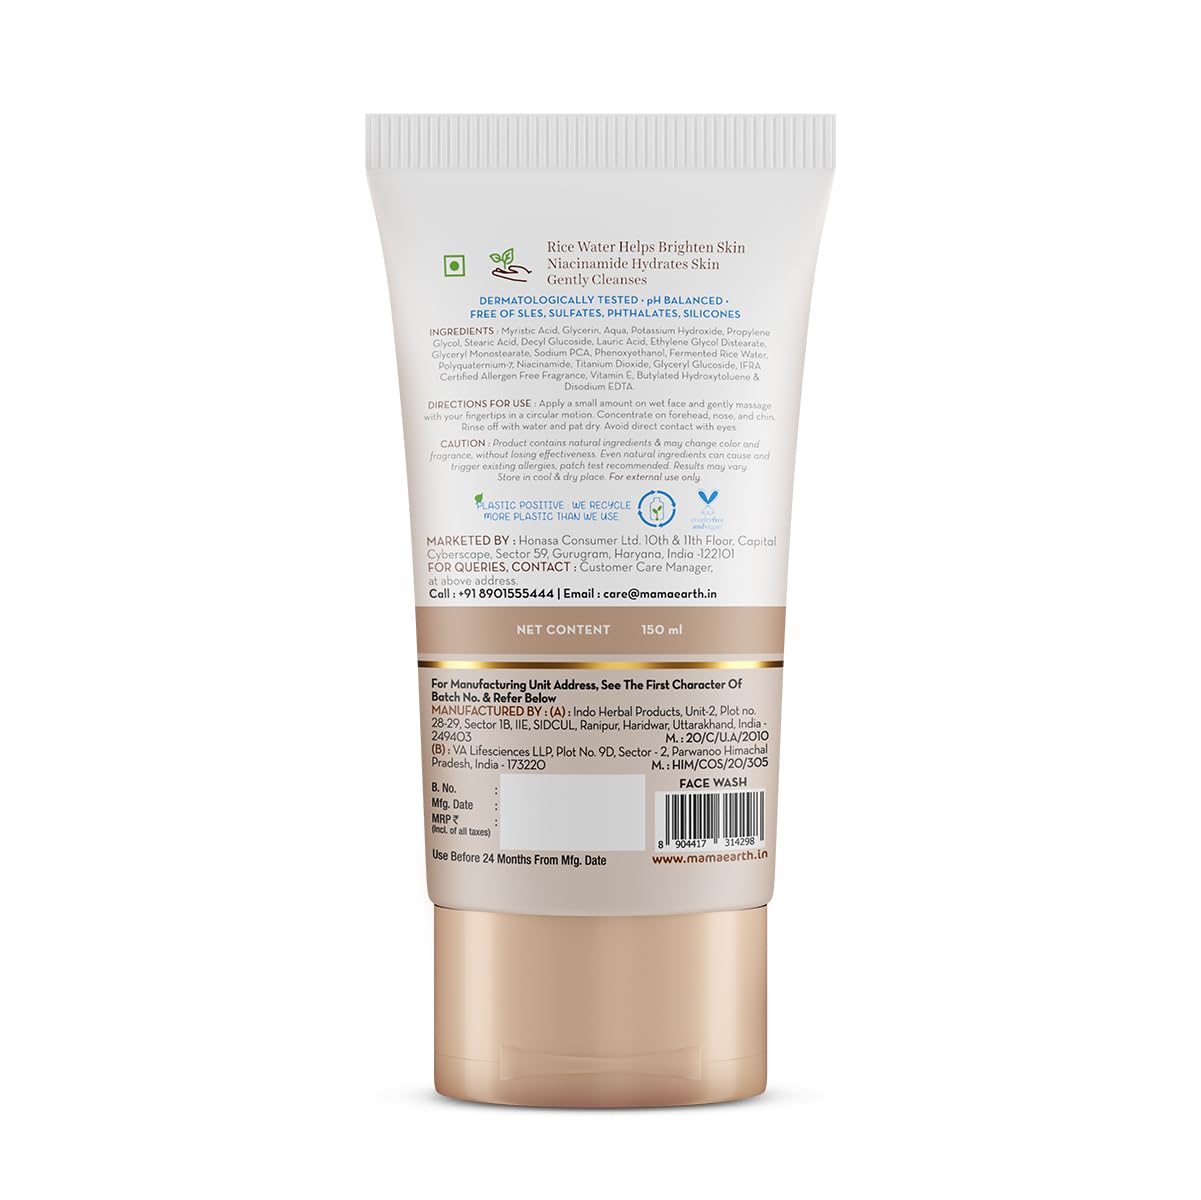 Rice Water Helps Brighten Skin
Niacinamide Hydrates Skin
Gently Cleanses
DERMATOLOGICALLY TESTED • pH BALANCED •
FREE OF SLES, SULFATES, PHTHALATES, SILICONES
INGREDIENTS : Myristic Acid, Glycerin, Aqua, Potassium Hydroxide, Propylene
Glycol, Stearic Acid, Decyl Glucoside, Lauric Acid, Ethylene Glycol Distearate,
Glyceryl Monostearate, Sodium PCA, Phenoxyethanol, Fermented Rice Water,
Polyquaternium-7, Niacinamide, Titanium Dioxide, Glyceryl Glucoside, IFRA
Certified Allergen Free Fragrance, Vitamin E, Butylated Hydroxytoluene &
Disodium EDTA.
DIRECTIONS FOR USE : Apply a small amount on wet face and gently massage
with your fingertips in a circular motion. Concentrate on forehead, nose, and chin.
Rinse off with water and pat dry. Avoid direct contact with eyes.
CAUTION : Product contains natural ingredients & may change color and
fragrance, without losing effectiveness. Even natural ingredients can cause and
trigger existing allergies, patch test recommended. Results may vary.
Store in cool & dry place. For external use only.
PLASTIC POSITIVE : WE RECYCLE
MORE PLASTIC THAN WE USE
crueltyfree
andvegan
MARKETED BY : Honasa Consumer Ltd. 10th & 11th Floor, Capital
Cyberscape, Sector 59, Gurugram, Haryana, India -122101
FOR QUERIES, CONTACT : Customer Care Manager,
at above address.
Call : +91 8901555444 | Email : care@mamaearth.in
NET CONTENT 150 ml
For Manufacturing Unit Address, See The First Character Of
Batch No. & Refer Below
MANUFACTURED BY : (A) : Indo Herbal Products, Unit-2, Plot no.
28-29, Sector 1B, IIE, SIDCUL, Ranipur, Haridwar, Uttarakhand, India -
249403 M. : 20/C/U.A/2010
(B) : VA Lifesciences LLP, Plot No. 9D, Sector - 2, Parwanoo Himachal
Pradesh, India - 173220 M. : HIM/COS/20/305
FACE WASH
B. No. :
Mfg. Date :
MRP ₹ :
(Incl. of all taxes)
8 904417 314298
Use Before 24 Months From Mfg. Date
www.mamaearth.in